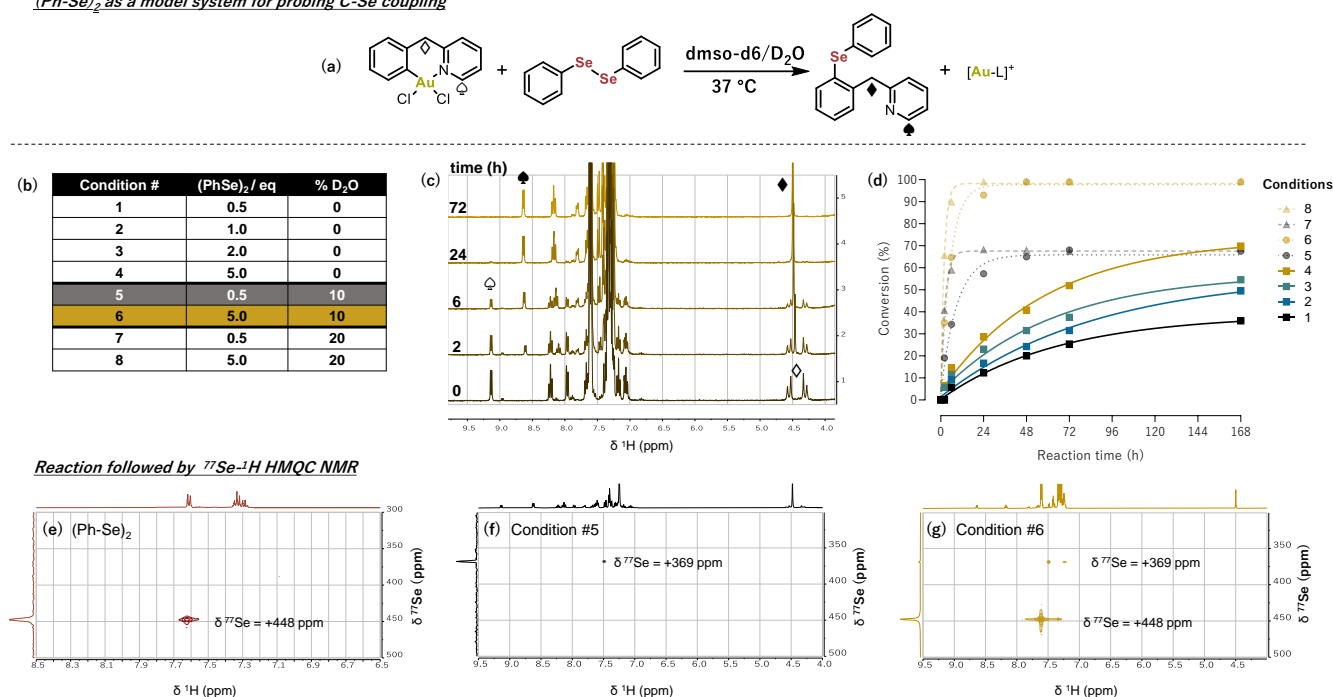 (Ph-Se)2 as a model system for probing C-Se coupling
(a)
N
Au
Cl
Cl
+
Se
Se
dmso-d6/D2O
37 °C
Se
N
+
[Au-L]+
(b)
Condition # (PhSe)2 / eq % D2O
1 0.5 0
2 1.0 0
3 2.0 0
4 5.0 0
5 0.5 10
6 5.0 10
7 0.5 20
8 5.0 20
(c)
time (h)
72
24
6
2
0
5
4
3
2
1
9.5 9.0 8.5 8.0 7.5 7.0 6.5 6.0 5.5 5.0 4.5 4.0
δ 1H (ppm)
(d)
Conversion (%)
100
90
80
70
60
50
40
30
20
10
0
0 24 48 72 96 120 144 168
Reaction time (h)
Conditions
8
7
6
5
4
3
2
1
Reaction followed by 77Se-1H HMQC NMR
(e) (Ph-Se)2
δ 77Se = +448 ppm
300
350
400
450
500
δ 77Se (ppm)
8.5 8.3 8.1 7.9 7.7 7.5 7.3 7.1 6.9 6.7 6.5
δ 1H (ppm)
(f) Condition #5
δ 77Se = +369 ppm
350
400
450
500
δ 77Se (ppm)
9.5 9.0 8.5 8.0 7.5 7.0 6.5 6.0 5.5 5.0 4.5 4.0
δ 1H (ppm)
(g) Condition #6
δ 77Se = +369 ppm
δ 77Se = +448 ppm
350
400
450
500
δ 77Se (ppm)
9.5 9.0 8.5 8.0 7.5 7.0 6.5 6.0 5.5 5.0 4.5
δ 1H (ppm)